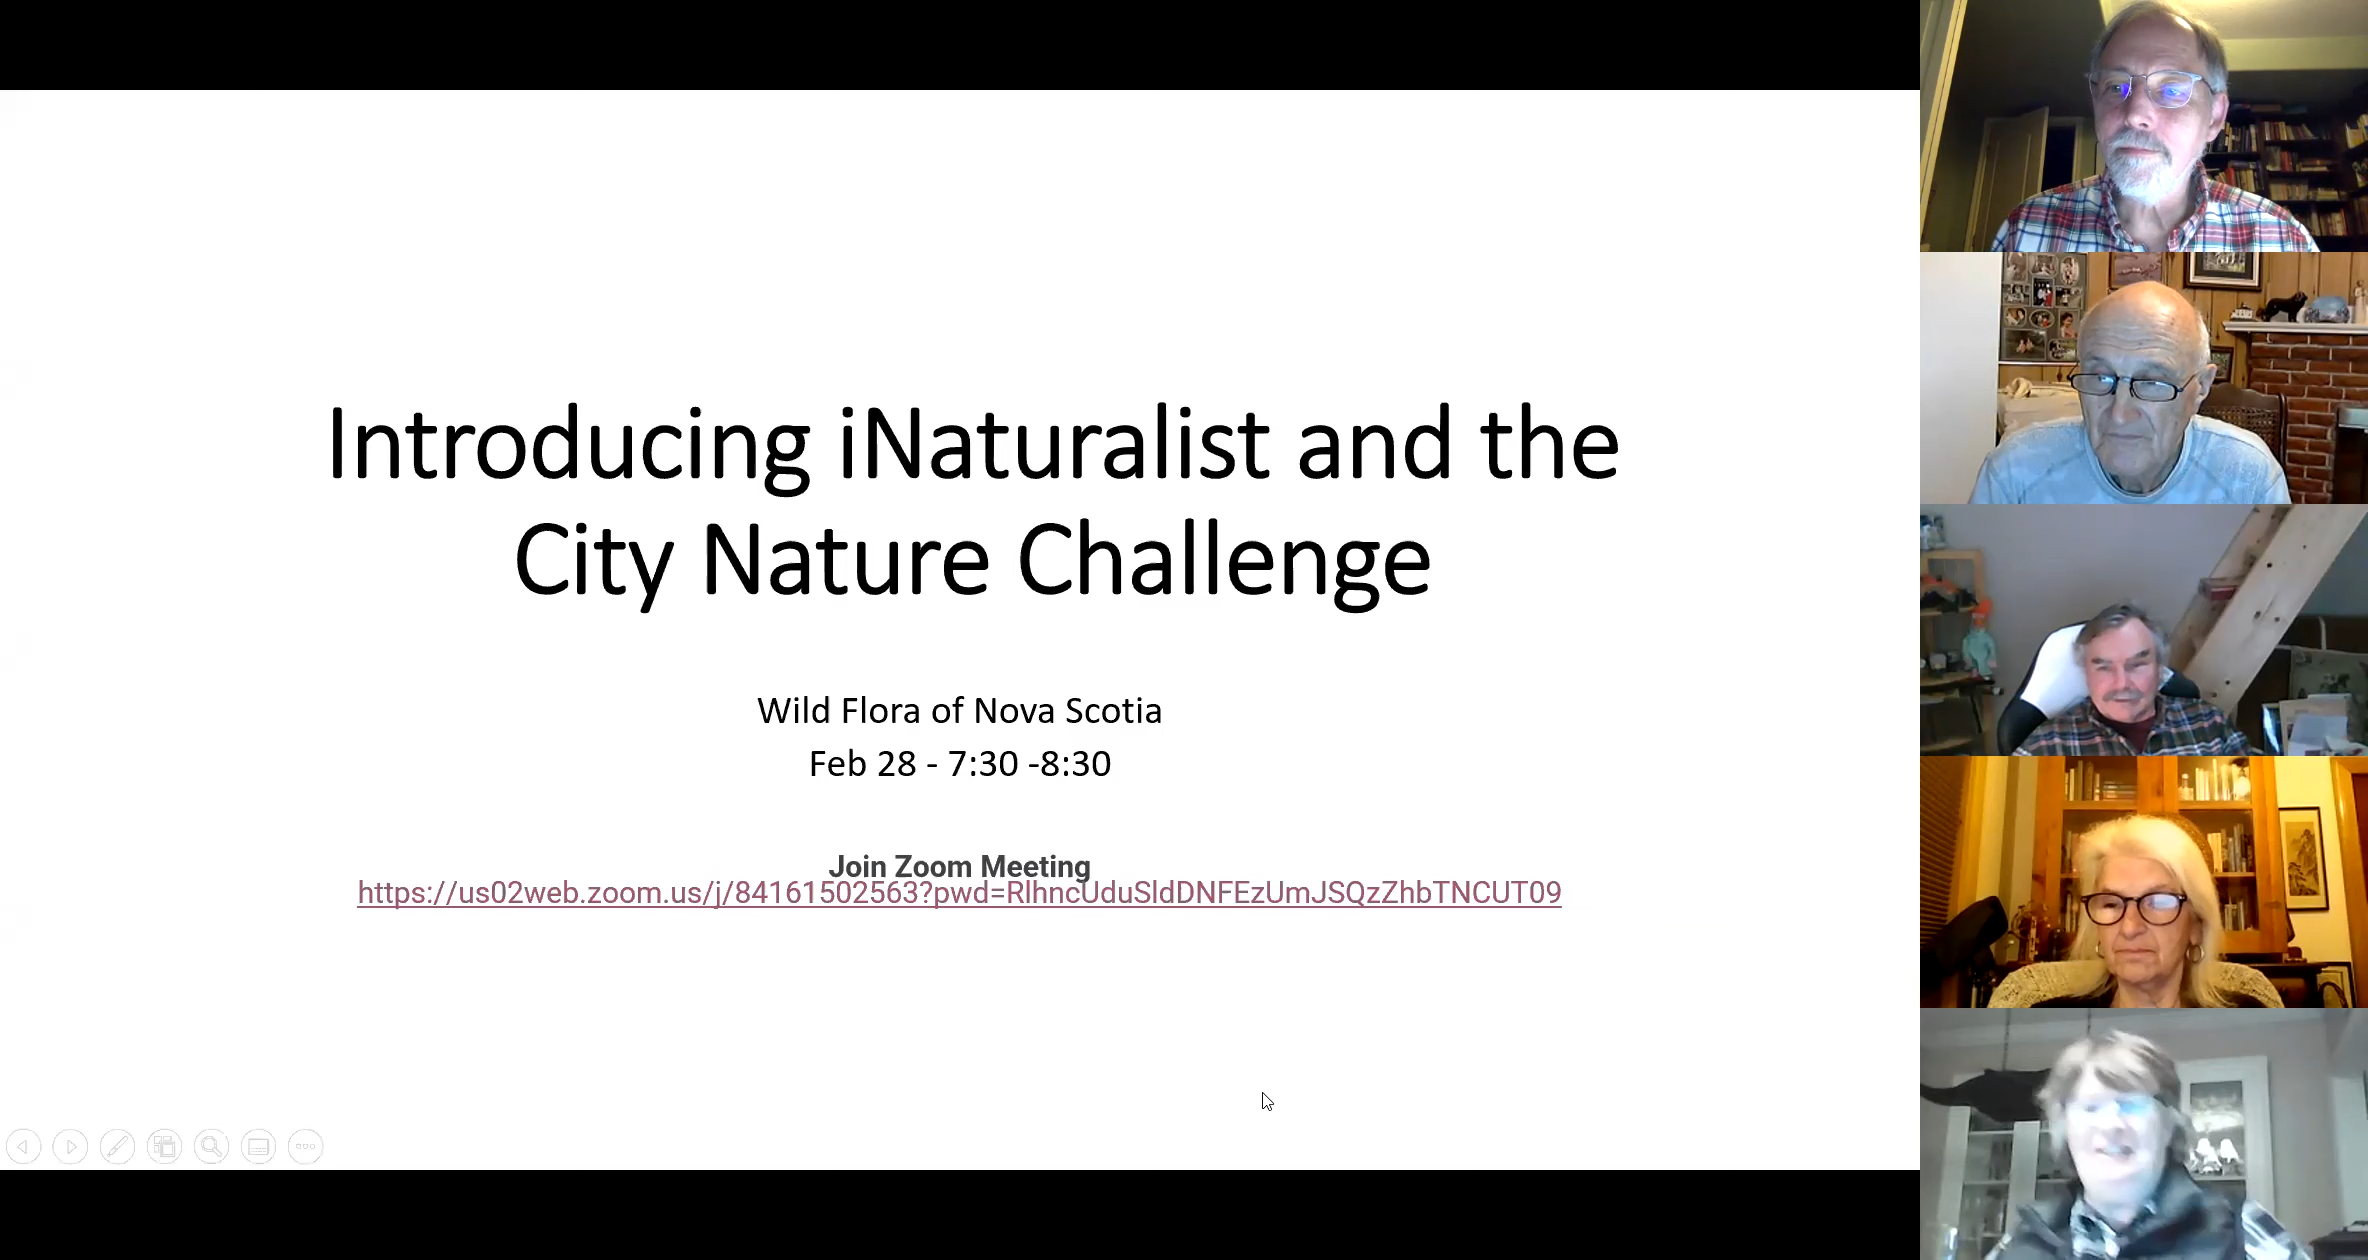 Introducing iNaturalist and the
City Nature Challenge
Wild Flora of Nova Scotia
Feb 28 - 7:30 -8:30
Join Zoom Meeting
https://us02web.zoom.us/j/84161502563?pwd=RlhncUduSldDNFEzUmJSQzZhbTNCUT09